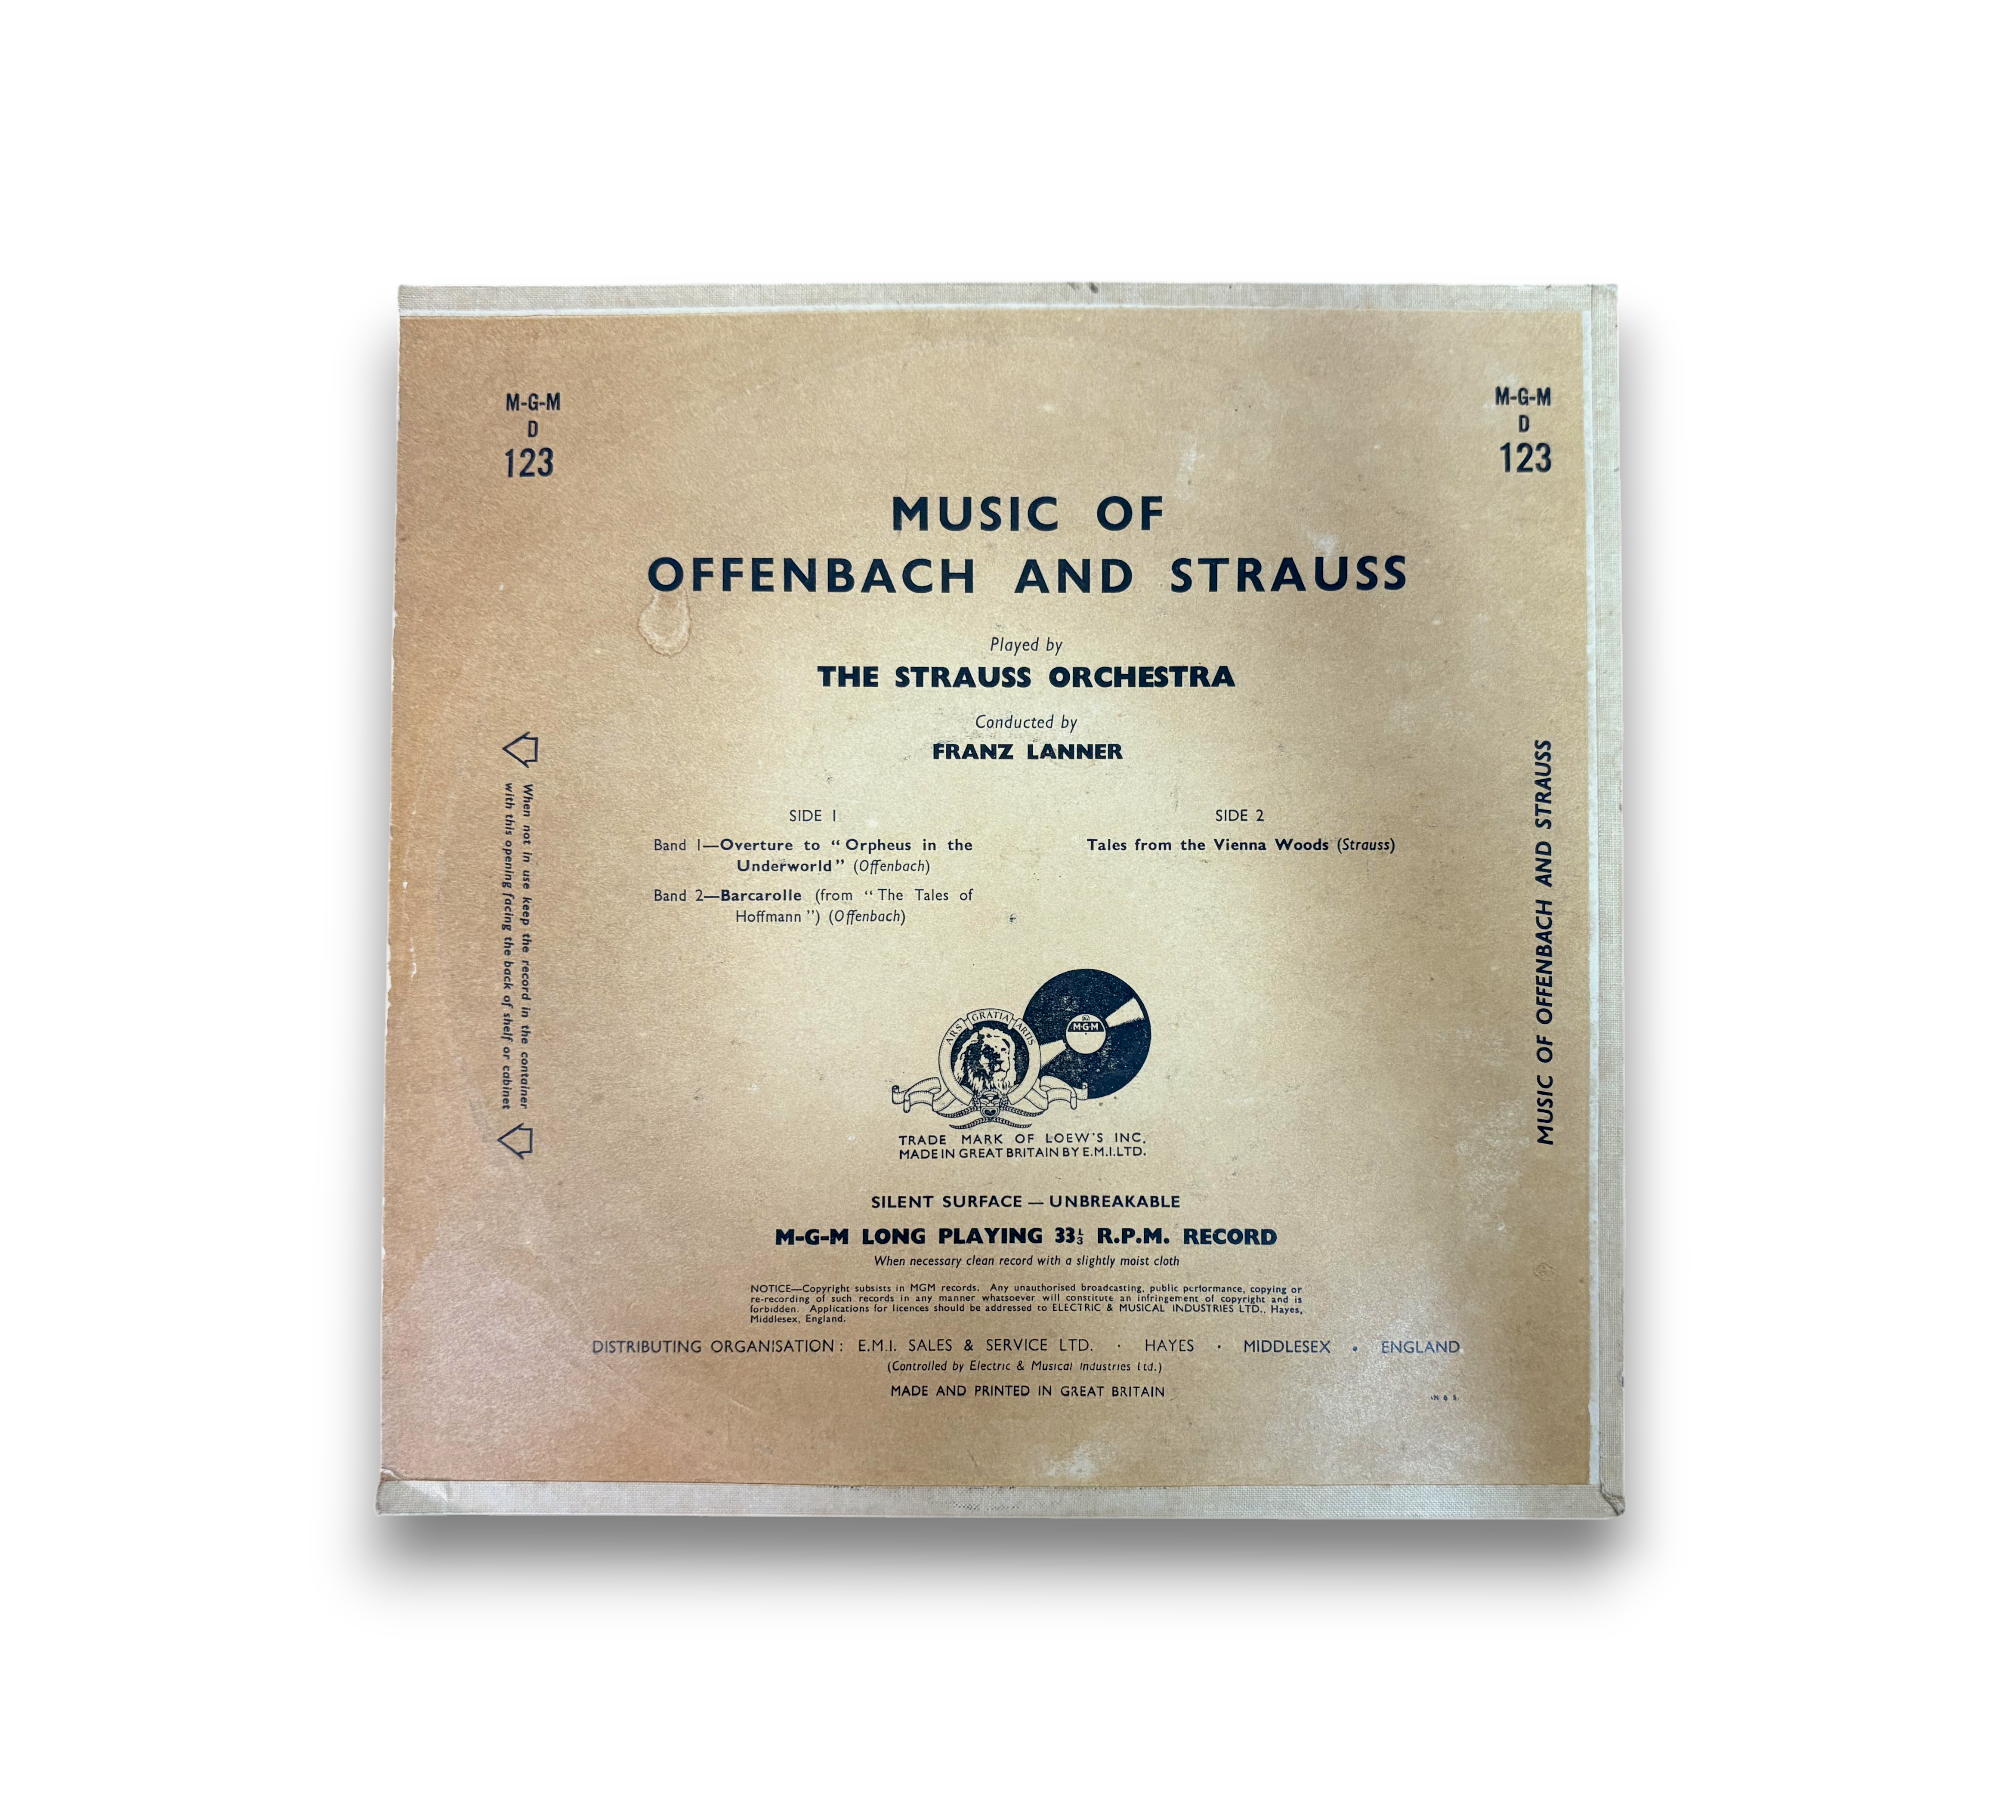 M-G-M
D
123
M-G-M
D
123
MUSIC OF
OFFENBACH AND STRAUSS
Played by
THE STRAUSS ORCHESTRA
Conducted by
FRANZ LANNER
SIDE 1
Band 1—Overture to “Orpheus in the
Underworld” (Offenbach)
Band 2—Barcarolle (from “The Tales of
Hoffmann”) (Offenbach)
SIDE 2
Tales from the Vienna Woods (Strauss)
When not in use keep the record in the container
with this opening facing the back of shelf or cabinet
MUSIC OF OFFENBACH AND STRAUSS
ARS GRATIA ARTIS
M-G-M
TRADE MARK OF LOEW'S INC.
MADE IN GREAT BRITAIN BY E.M.I.LTD.
SILENT SURFACE — UNBREAKABLE
M-G-M LONG PLAYING 33⅓ R.P.M. RECORD
When necessary clean record with a slightly moist cloth
NOTICE—Copyright subsists in MGM records. Any unauthorised broadcasting, public performance, copying or
re-recording of such records in any manner whatsoever will constitute an infringement of copyright and is
forbidden. Applications for licences should be addressed to ELECTRIC & MUSICAL INDUSTRIES LTD., Hayes,
Middlesex, England.
DISTRIBUTING ORGANISATION: E.M.I. SALES & SERVICE LTD. · HAYES · MIDDLESEX · ENGLAND
(Controlled by Electric & Musical Industries Ltd.)
MADE AND PRINTED IN GREAT BRITAIN